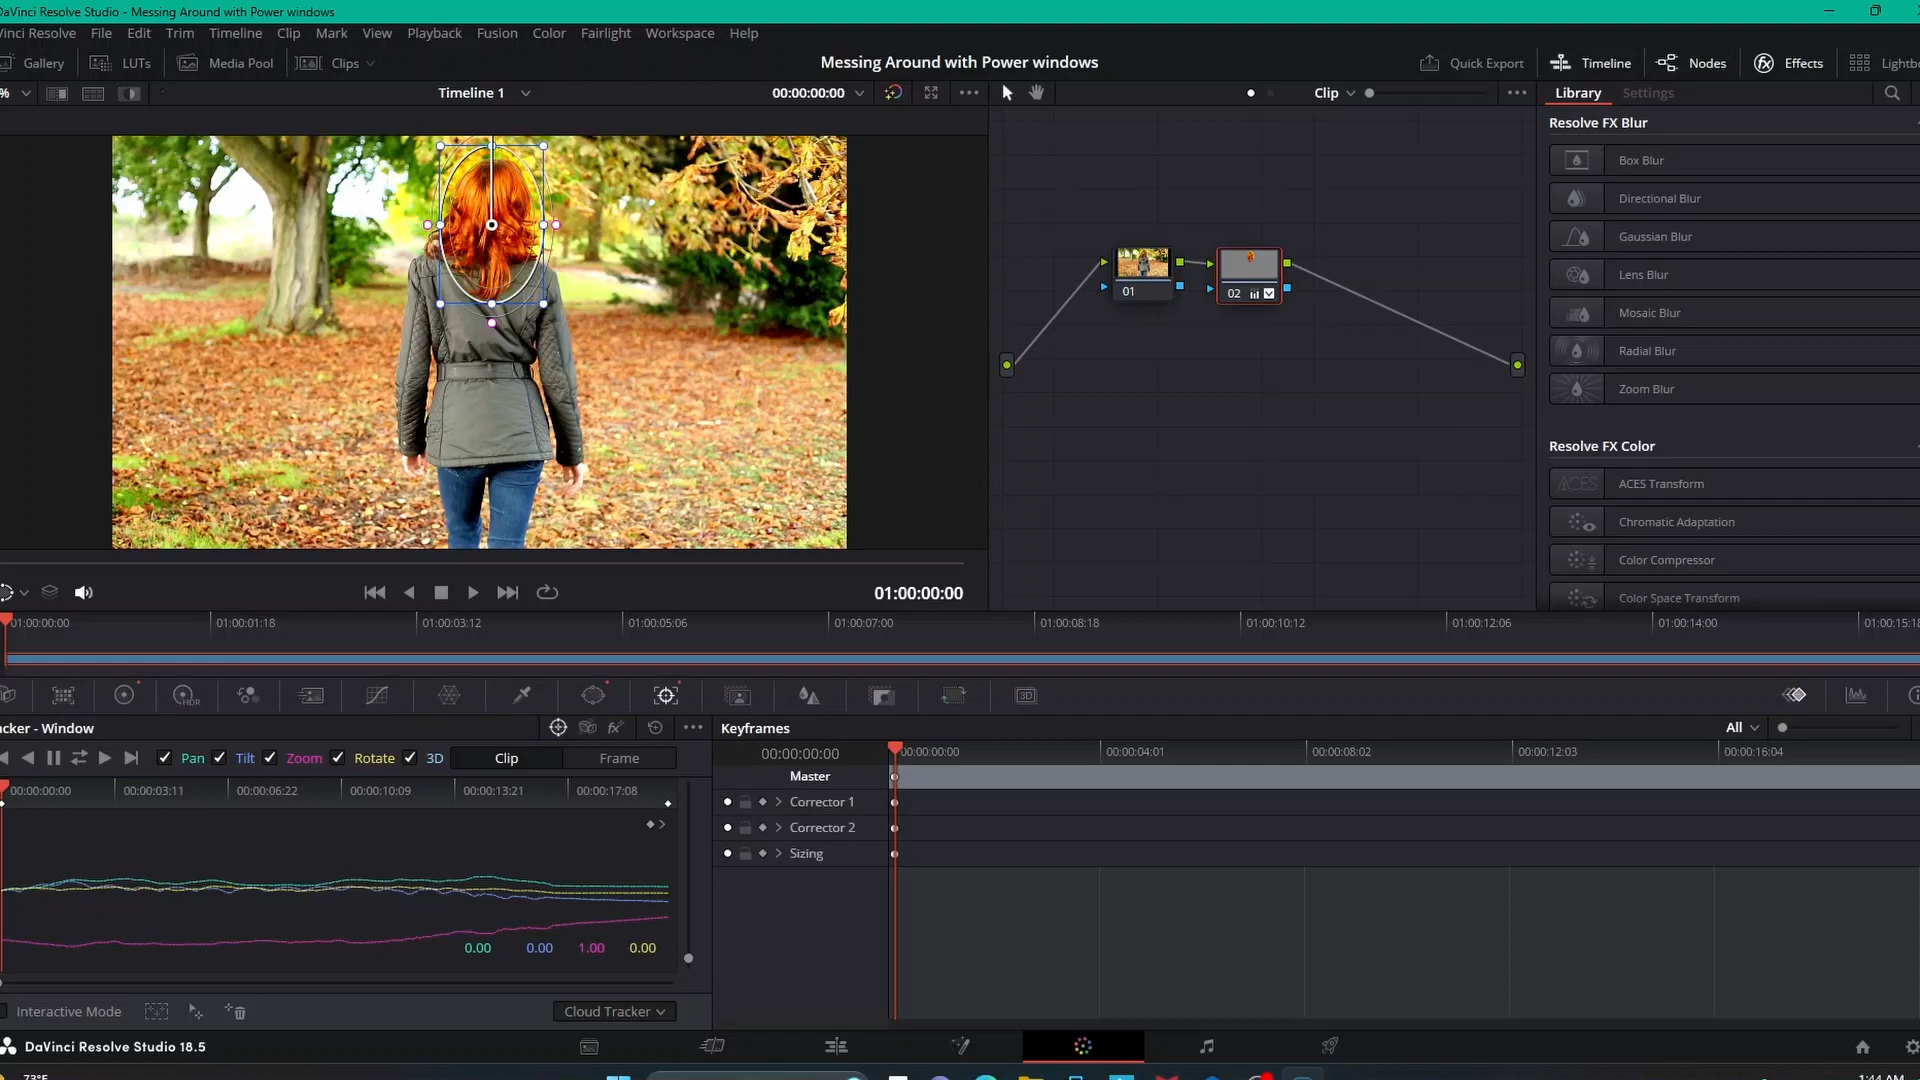 DaVinci Resolve Studio - Messing Around with Power windows
Vinci Resolve File Edit Trim Timeline Clip Mark View Playback Fusion Color Fairlight Workspace Help
Gallery LUTs Media Pool Clips Messing Around with Power windows Quick Export Timeline Nodes Effects Lightbo
% Timeline 1 00:00:00:00 Clip Library Settings
Resolve FX Blur
Box Blur
Directional Blur
Gaussian Blur
Lens Blur
Mosaic Blur
Radial Blur
Zoom Blur
01
02
Resolve FX Color
ACES ACES Transform
Chromatic Adaptation
Color Compressor
Color Space Transform
01:00:00:00
01:00:00:00 01:00:01:18 01:00:03:12 01:00:05:06 01:00:07:00 01:00:08:18 01:00:10:12 01:00:12:06 01:00:14:00 01:00:15:18
HDR 3D
acker - Window
Pan Tilt Zoom Rotate 3D Clip Frame
00:00:00:00 00:00:03:11 00:00:06:22 00:00:10:09 00:00:13:21 00:00:17:08
0.00 0.00 1.00 0.00
Interactive Mode Cloud Tracker
Keyframes All
00:00:00:00 00:00:00:00 00:00:04:01 00:00:08:02 00:00:12:03 00:00:16:04
Master
Corrector 1
Corrector 2
Sizing
DaVinci Resolve Studio 18.5
73°F 1:44 AM